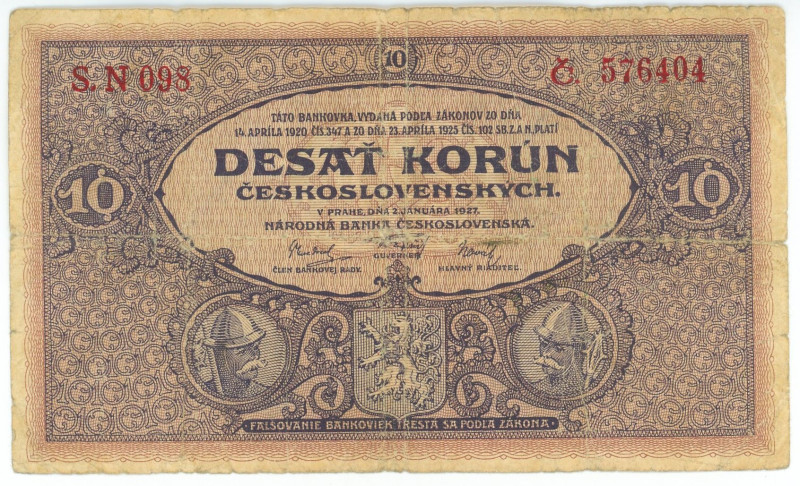 10
S. N 098
Č. 576404
TÁTO BANKOVKA, VYDANÁ PODĽA ZÁKONOV ZO DŇA
14. APRÍLA 1920, ČÍS. 347 A ZO DŇA 23. APRÍLA 1925 ČÍS. 102 SB. Z. A N., PLATÍ
DESAŤ KORÚN
ČESKOSLOVENSKÝCH.
10
10
V PRAHE, DŇA 2. JANUÁRA 1927.
NÁRODNÁ BANKA ČESKOSLOVENSKÁ.
ČLEN BANKOVEJ RADY.
GUVERNÉR
HLAVNÝ RIADITEĽ.
FALŠOVANIE BANKOVIEK TRESTÁ SA PODĽA ZÁKONA.